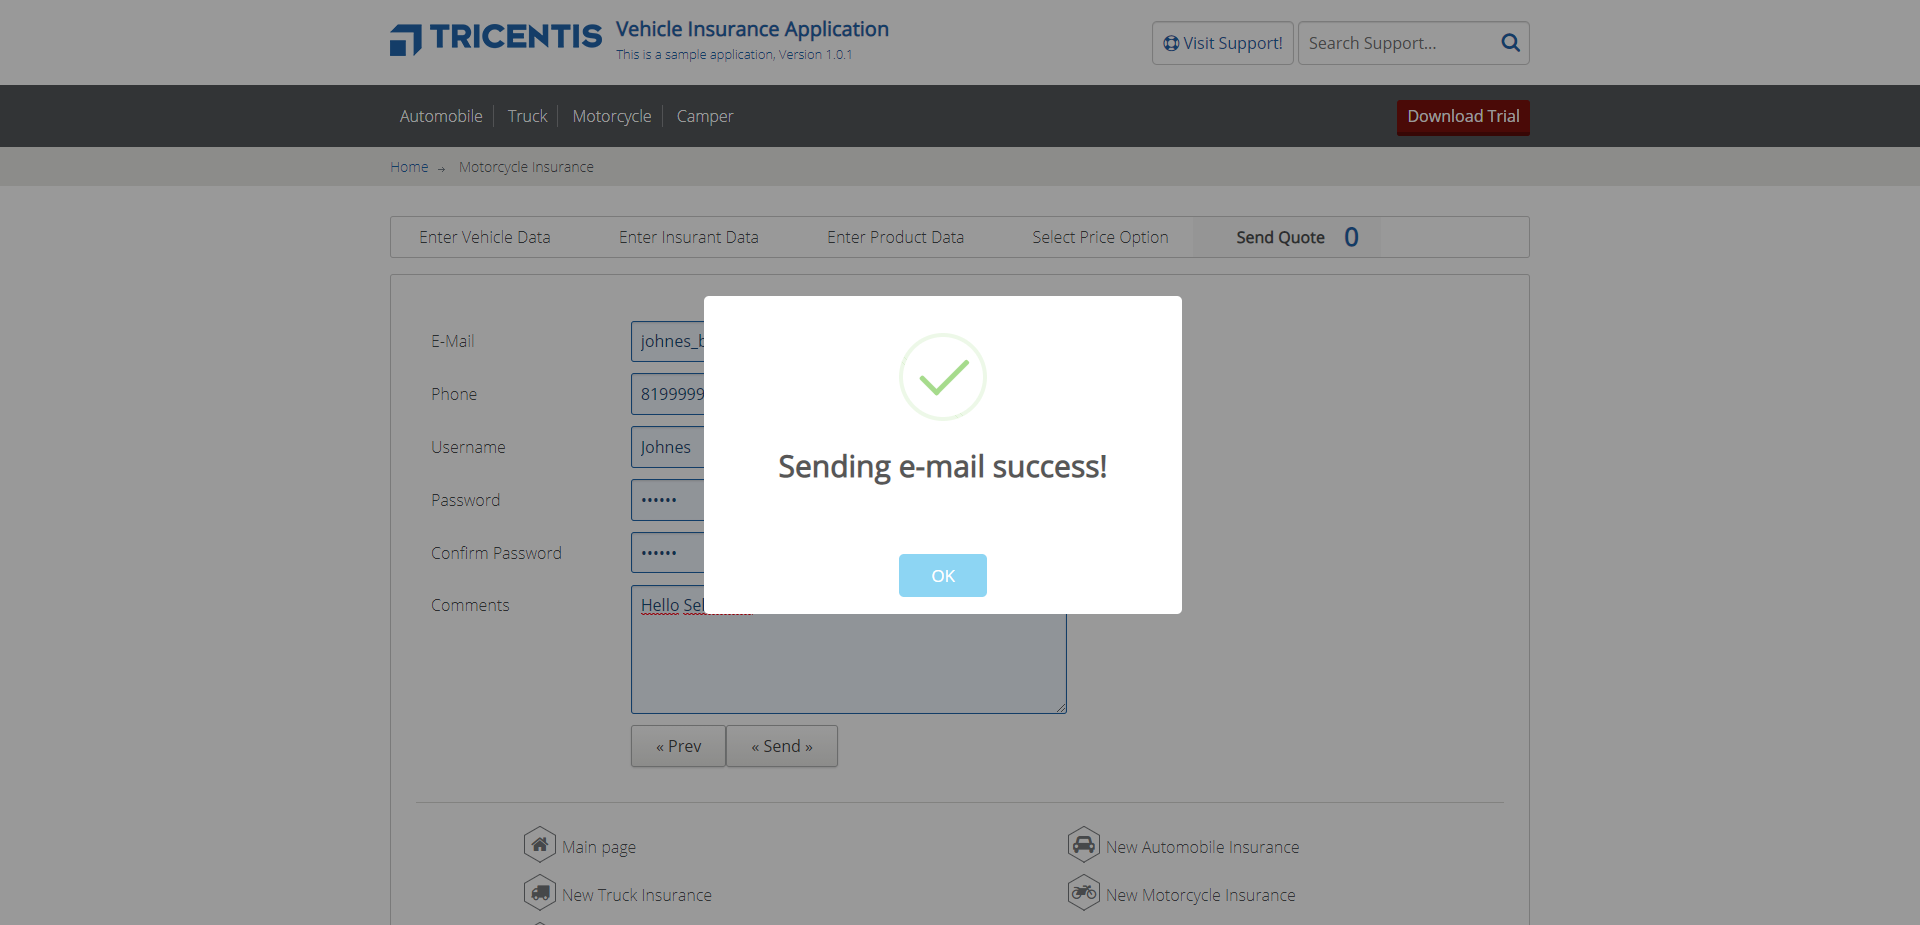 TRICENTIS
Vehicle Insurance Application
This is a sample application, Version 1.0.1
Visit Support!
Search Support...
Automobile
Truck
Motorcycle
Camper
Download Trial
Home → Motorcycle Insurance
Enter Vehicle Data
Enter Insurant Data
Enter Product Data
Select Price Option
Send Quote 0
E-Mail
johnes_
Phone
8199999
Username
Johnes
Password
••••••
Confirm Password
••••••
Comments
Hello
Sending e-mail success!
OK
« Prev
« Send »
Main page
New Automobile Insurance
New Truck Insurance
New Motorcycle Insurance